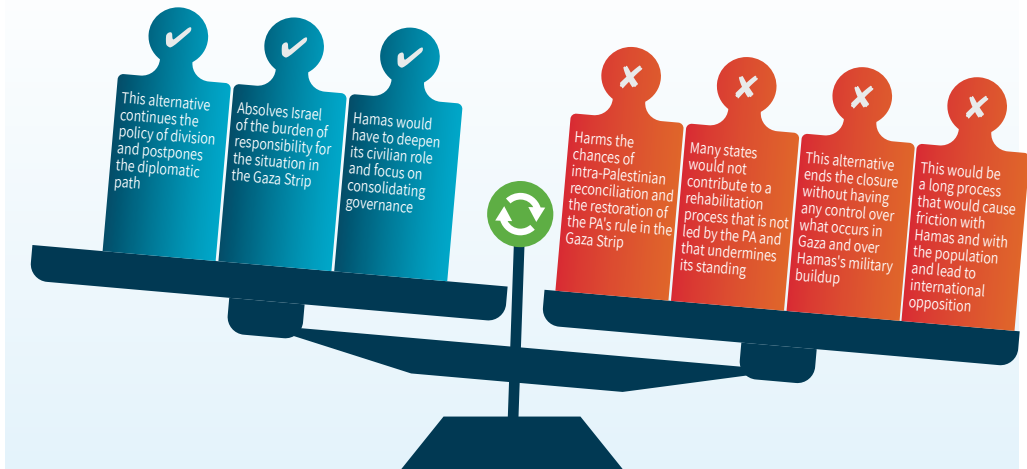 This alternative
continues the
policy of division
and postpones
the diplomatic
path
Absolves Israel
of the burden of
responsibility for
the situation in
the Gaza Strip
Hamas would
have to deepen
its civilian role
and focus on
consolidating
governance
Harms the
chances of
intra-Palestinian
reconciliation and
the restoration of
the PA's rule in the
Gaza Strip
Many states
would not
contribute to a
rehabilitation
process that is not
led by the PA and
that undermines
its standing
This alternative
ends the closure
without having
any control over
what occurs in
Gaza and over
Hamas's military
buildup
This would be
a long process
that would cause
friction with
Hamas and with
the population
and lead to
international
opposition